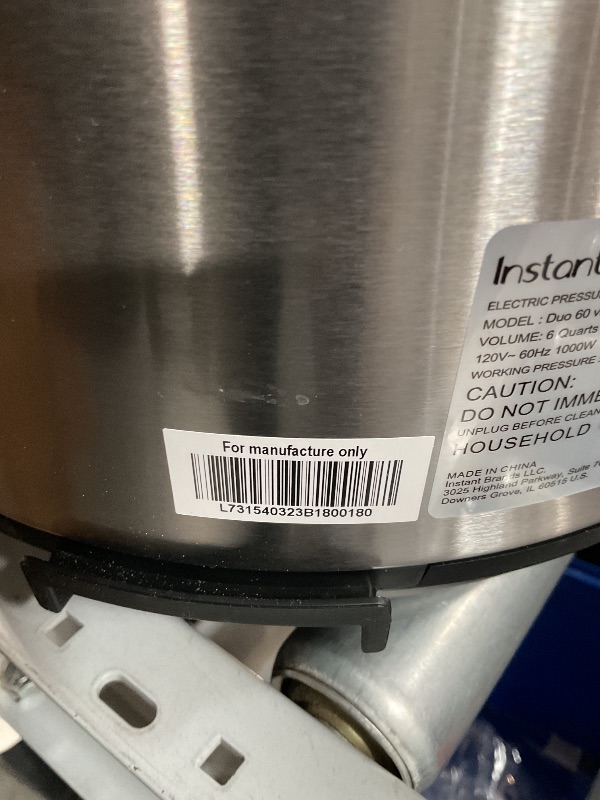 For manufacture only
L731540323B1800180
Instant
ELECTRIC PRESSU
MODEL : Duo 60 v
VOLUME: 6 Quarts
120V~ 60Hz 1000W
WORKING PRESSURE
CAUTION:
DO NOT IMME
UNPLUG BEFORE CLEAN
HOUSEHOLD
MADE IN CHINA
Instant Brands LLC.
3025 Highland Parkway, Suite 70
Downers Grove, IL 60515 U.S.